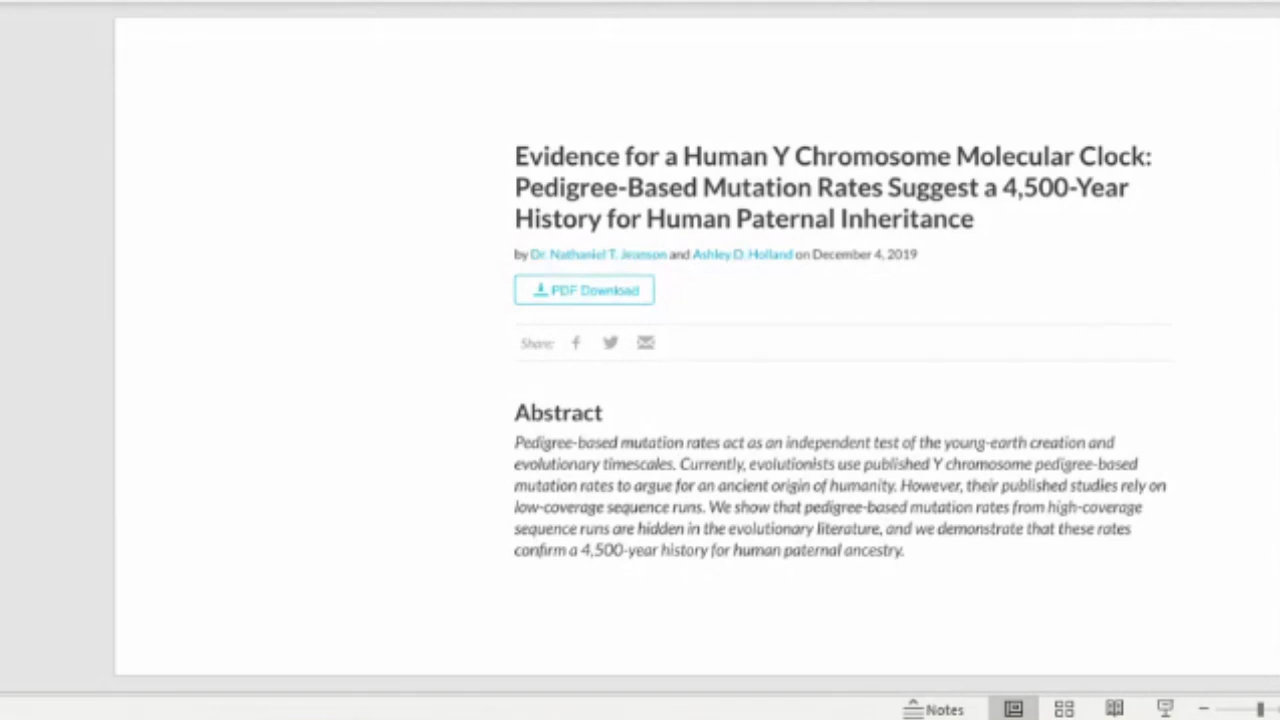 Evidence for a Human Y Chromosome Molecular Clock:
Pedigree-Based Mutation Rates Suggest a 4,500-Year
History for Human Paternal Inheritance
by Dr. Nathaniel T. Jeanson and Ashley D. Holland on December 4, 2019
PDF Download
Share:
Abstract
Pedigree-based mutation rates act as an independent test of the young-earth creation and
evolutionary timescales. Currently, evolutionists use published Y chromosome pedigree-based
mutation rates to argue for an ancient origin of humanity. However, their published studies rely on
low-coverage sequence runs. We show that pedigree-based mutation rates from high-coverage
sequence runs are hidden in the evolutionary literature, and we demonstrate that these rates
confirm a 4,500-year history for human paternal ancestry.
Notes